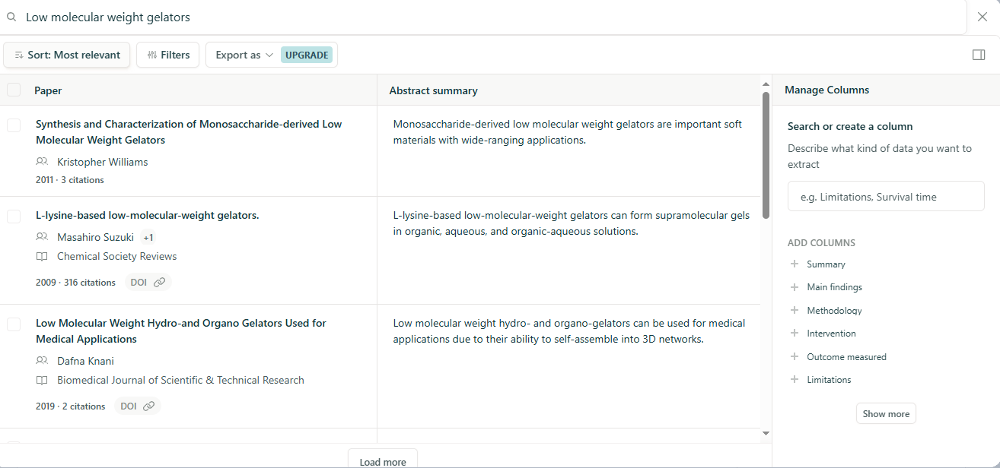 Low molecular weight gelators
Sort: Most relevant
Filters
Export as
UPGRADE
Paper
Abstract summary
Manage Columns
Synthesis and Characterization of Monosaccharide-derived Low
Molecular Weight Gelators
Kristopher Williams
2011 · 3 citations
Monosaccharide-derived low molecular weight gelators are important soft
materials with wide-ranging applications.
L-lysine-based low-molecular-weight gelators.
Masahiro Suzuki +1
Chemical Society Reviews
2009 · 316 citations DOI
L-lysine-based low-molecular-weight gelators can form supramolecular gels
in organic, aqueous, and organic-aqueous solutions.
Low Molecular Weight Hydro-and Organo Gelators Used for
Medical Applications
Dafna Knani
Biomedical Journal of Scientific & Technical Research
2019 · 2 citations DOI
Low molecular weight hydro- and organo-gelators can be used for medical
applications due to their ability to self-assemble into 3D networks.
Load more
Search or create a column
Describe what kind of data you want to
extract
e.g. Limitations, Survival time
ADD COLUMNS
Summary
Main findings
Methodology
Intervention
Outcome measured
Limitations
Show more